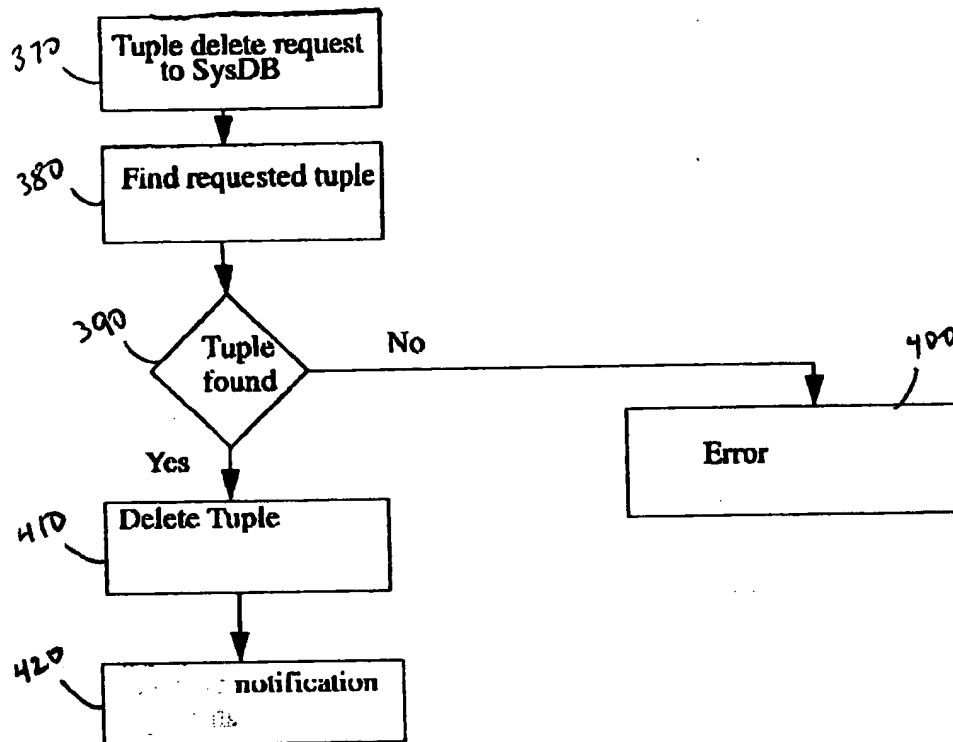 370
Tuple delete request
to SysDB
380
Find requested tuple
390
Tuple
found
No
400
Error
Yes
410
Delete Tuple
420
notification